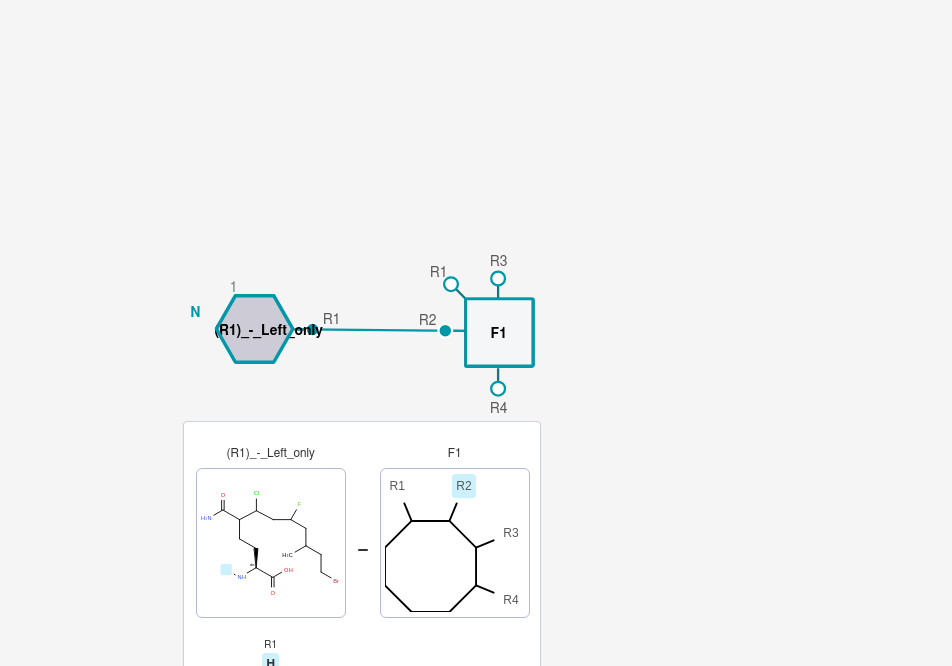 R1
R3
1
N
(R1)_-_Left_only
R1
R2
F1
R4
(R1)_-_Left_only
F1
R1
R2
R3
R4
O
H₂N
Cl
F
H₃C
NH
OH
O
Br
–
R1
H